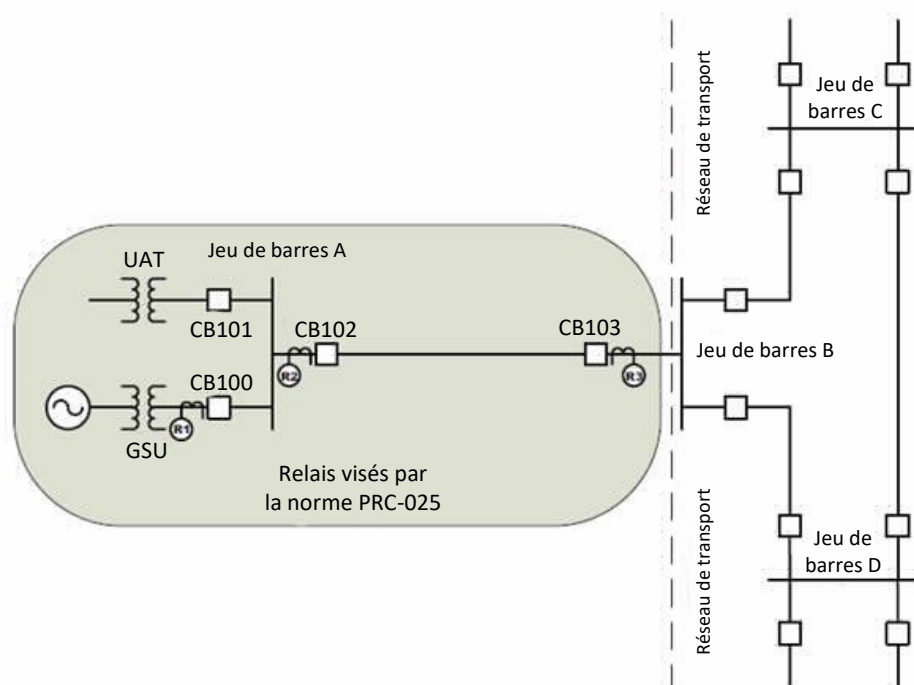 Réseau de transport
Jeu de
barres C
UAT
Jeu de barres A
CB101
CB102
CB103
Jeu de barres B
R2
R3
CB100
R1
GSU
Relais visés par
la norme PRC-025
Réseau de transport
Jeu de
barres D